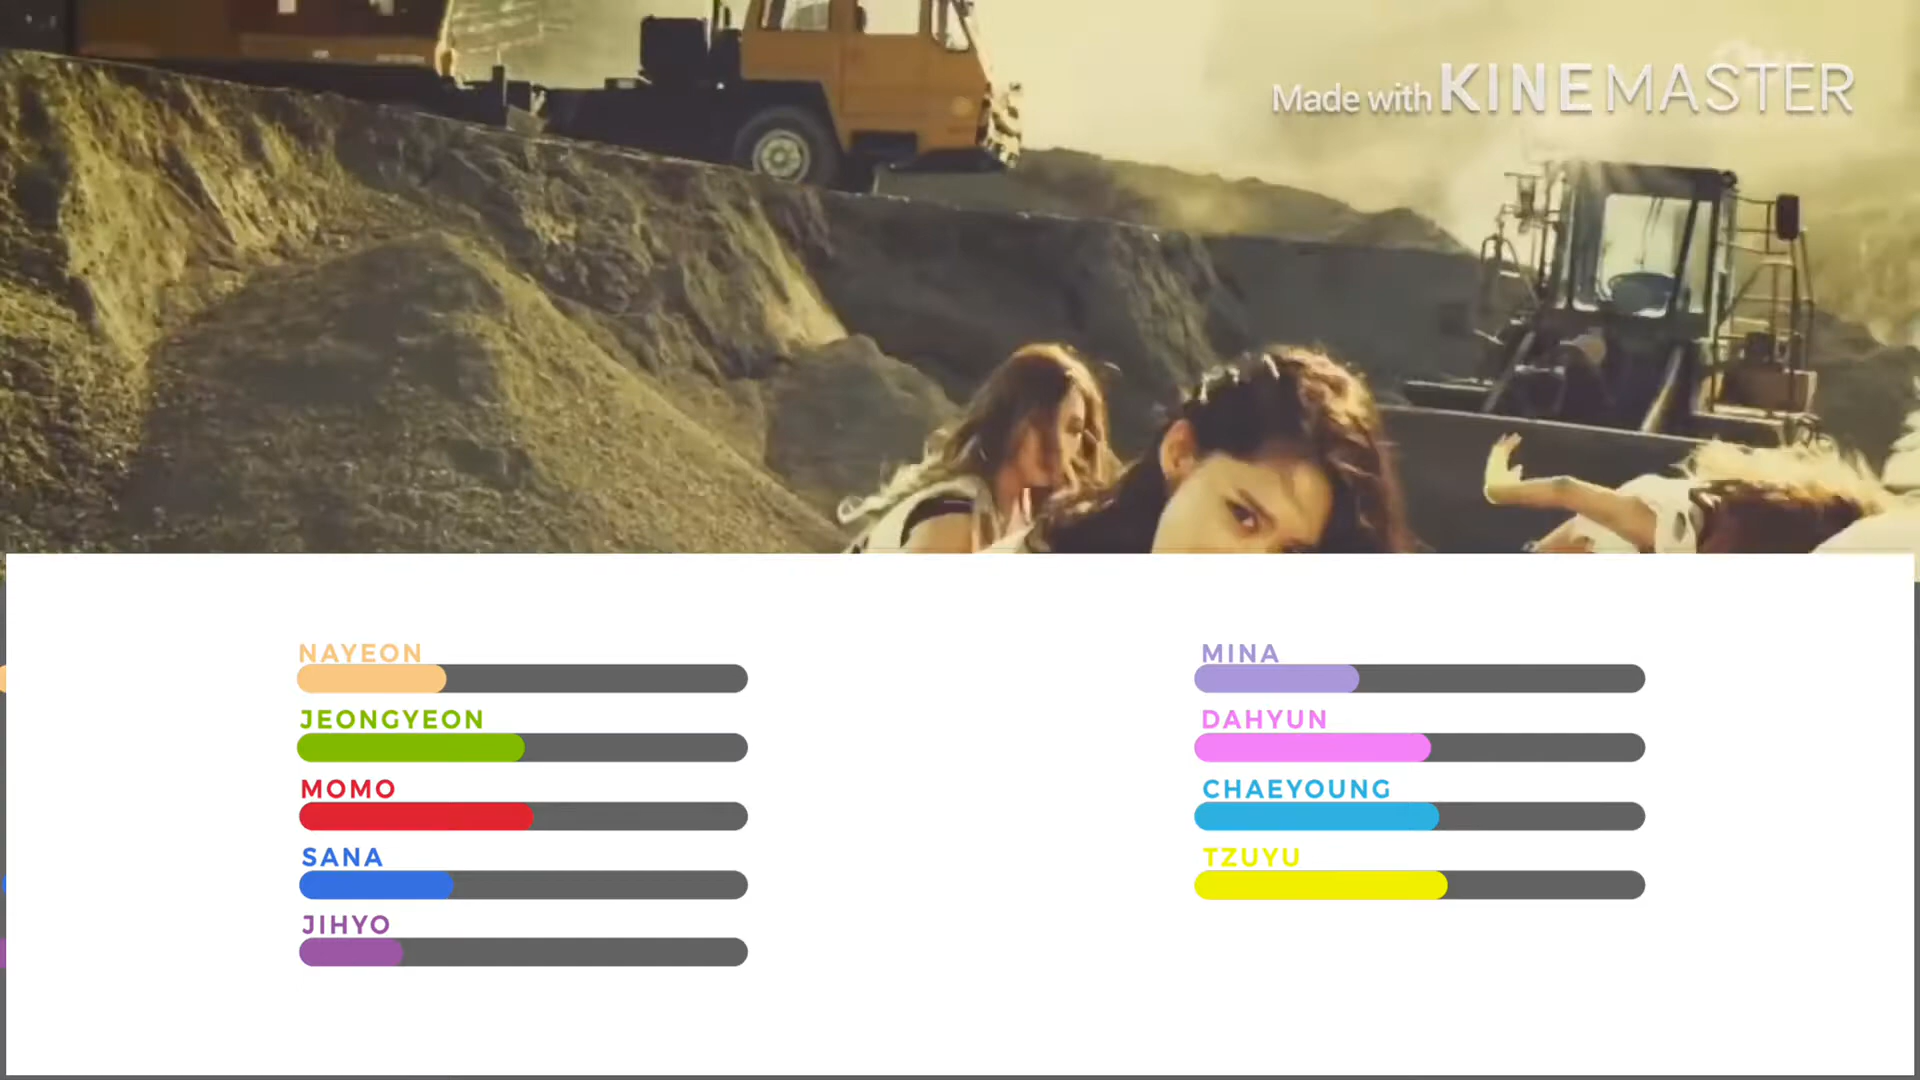 Made with KINEMASTER
NAYEON
JEONGYEON
MOMO
SANA
JIHYO
MINA
DAHYUN
CHAEYOUNG
TZUYU